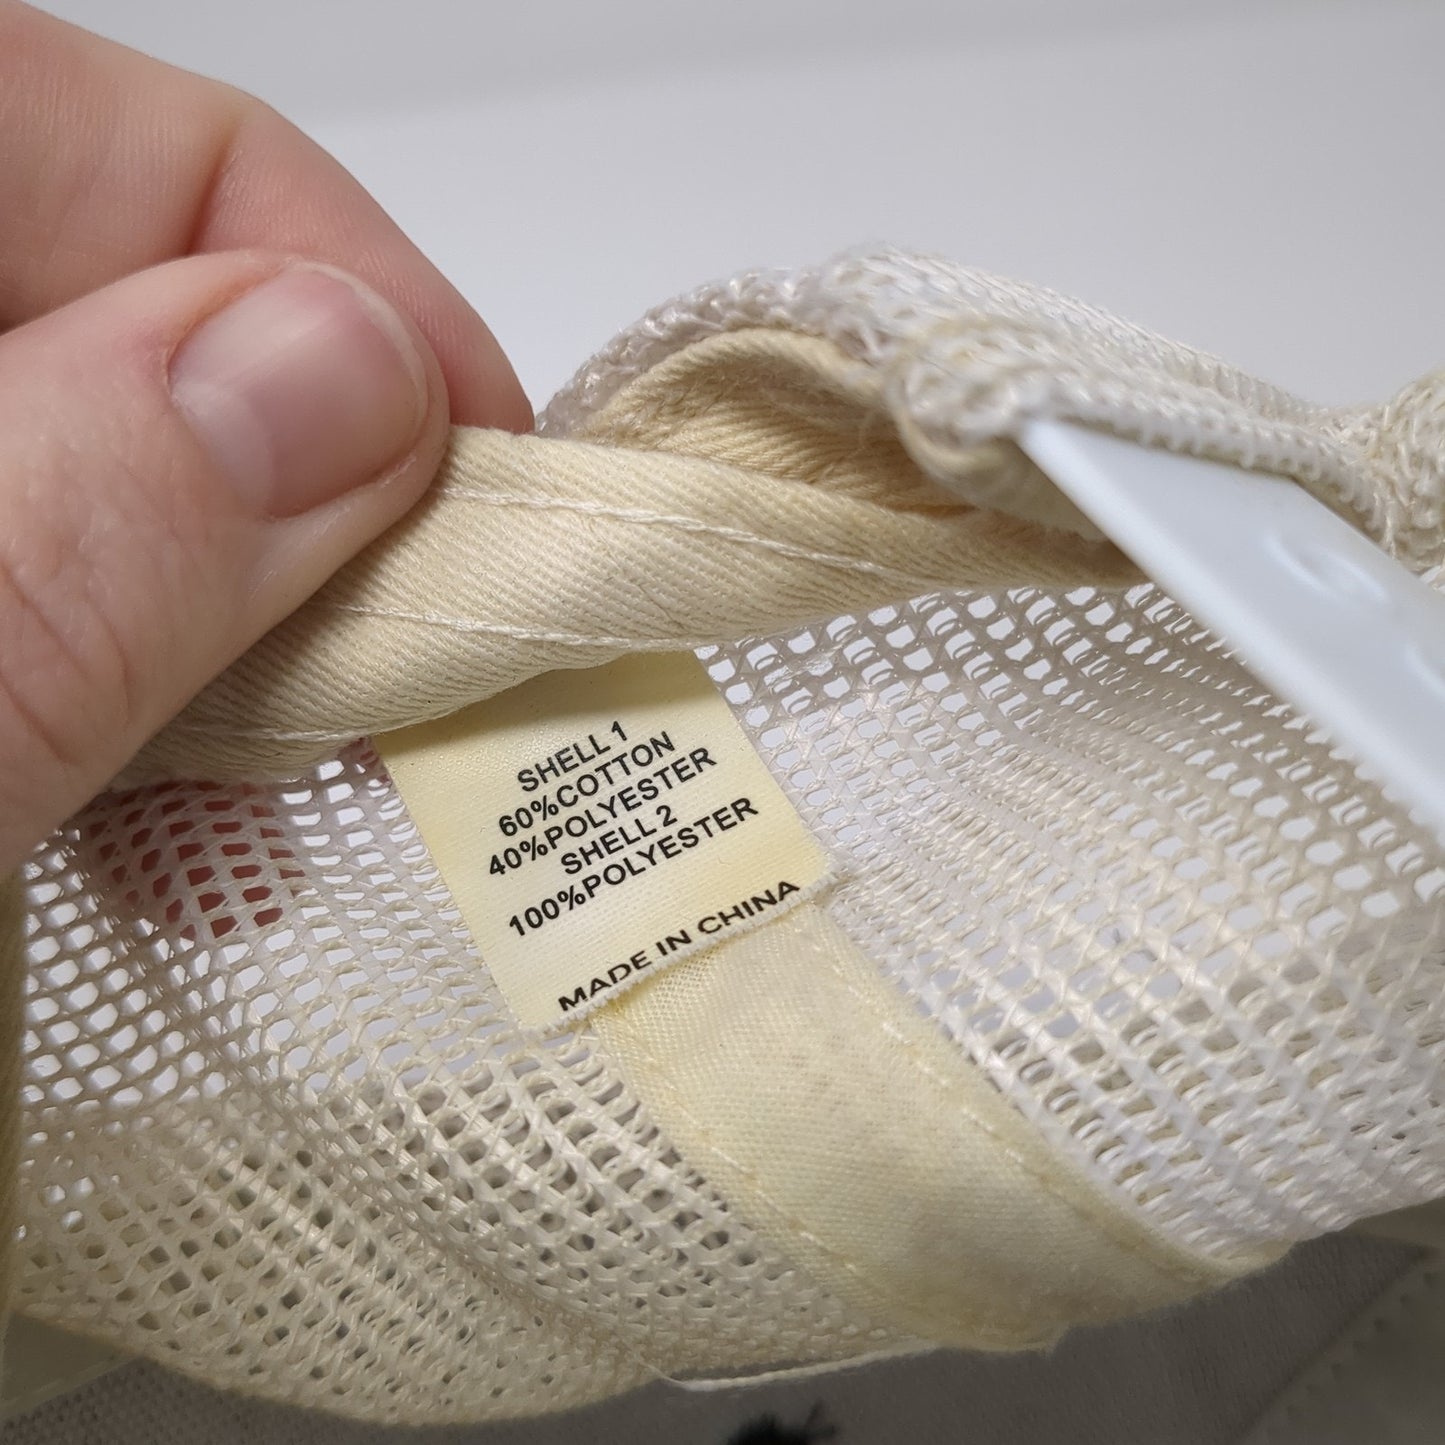 SHELL 1
60%COTTON
40%POLYESTER
SHELL 2
100%POLYESTER
MADE IN CHINA